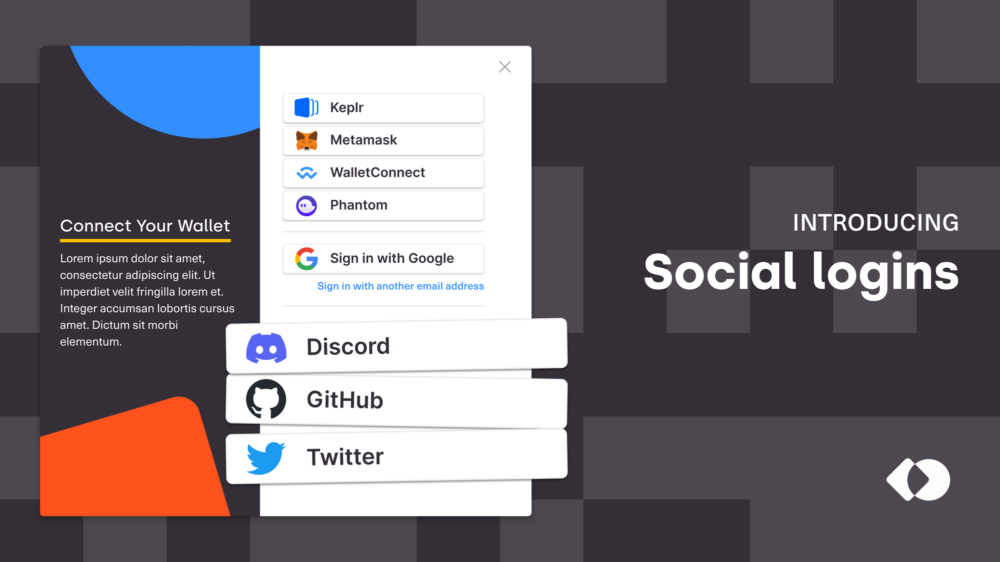 Connect Your Wallet
Lorem ipsum dolor sit amet,
consectetur adipiscing elit. Ut
imperdiet velit fringilla lorem et.
Integer accumsan lobortis cursus
amet. Dictum sit morbi
elementum.
Keplr
Metamask
WalletConnect
Phantom
Sign in with Google
Sign in with another email address
Discord
GitHub
Twitter
INTRODUCING
Social logins